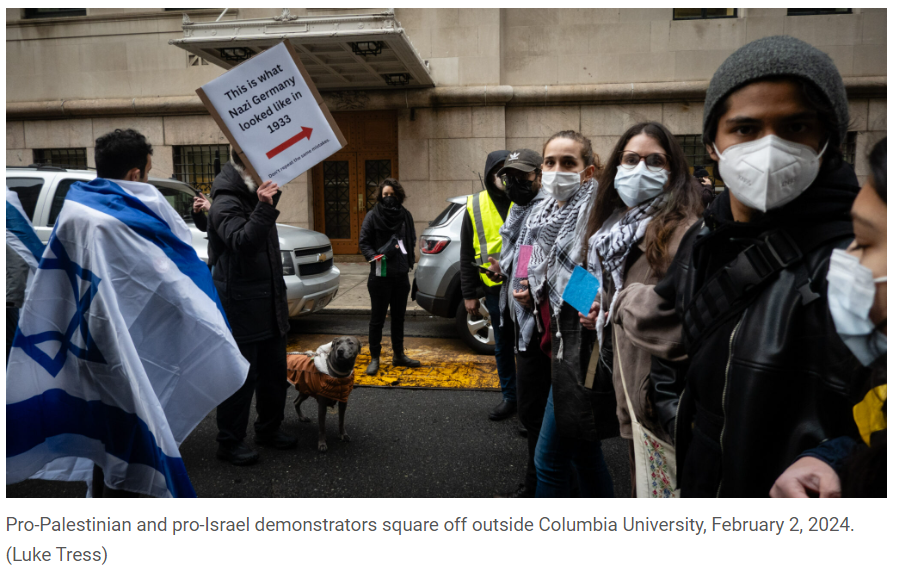 This is what
Nazi Germany
looked like in
1933
Don't repeat the same mistakes.
Pro-Palestinian and pro-Israel demonstrators square off outside Columbia University, February 2, 2024.
(Luke Tress)